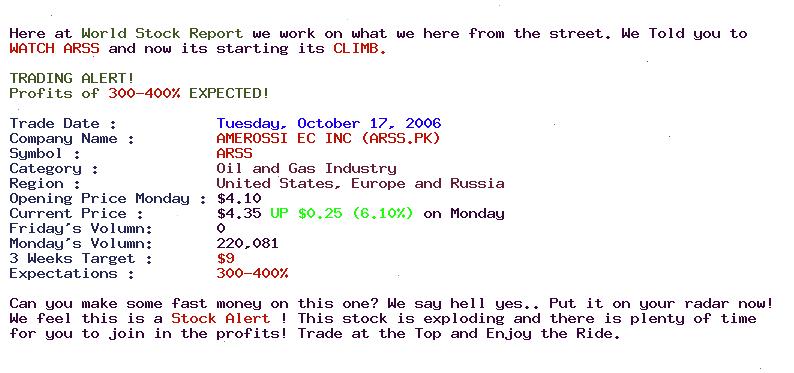 Here at World Stock Report we work on what we here from the street. We Told you to
WATCH ARSS and now its starting its CLIMB.
TRADING ALERT!
Profits of 300-400% EXPECTED!
Trade Date : Tuesday, October 17, 2006
Company Name : AMEROSSI EC INC (ARSS.PK)
Symbol : ARSS
Category : Oil and Gas Industry
Region : United States, Europe and Russia
Opening Price Monday : $4.10
Current Price : $4.35 UP $0.25 (6.10%) on Monday
Friday's Volumn: 0
Monday's Volumn: 220,081
3 Weeks Target : $9
Expectations : 300-400%
Can you make some fast money on this one? We say hell yes.. Put it on your radar now!
We feel this is a Stock Alert ! This stock is exploding and there is plenty of time
for you to join in the profits! Trade at the Top and Enjoy the Ride.